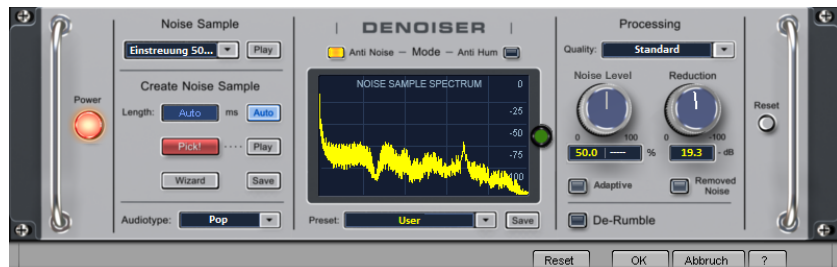 Noise Sample
Einstreuung 50...
Play
Create Noise Sample
Length: Auto ms Auto
Pick! Play
Wizard Save
Audiotype: Pop
Power
DENOISER
Anti Noise – Mode – Anti Hum
NOISE SAMPLE SPECTRUM 0
-25
-50
-75
-100
Preset: User Save
Processing
Quality: Standard
Noise Level Reduction
0 100 0 -100
50.0 % 19.3 - dB
Adaptive Removed Noise
De-Rumble
Reset
Reset OK Abbruch ?